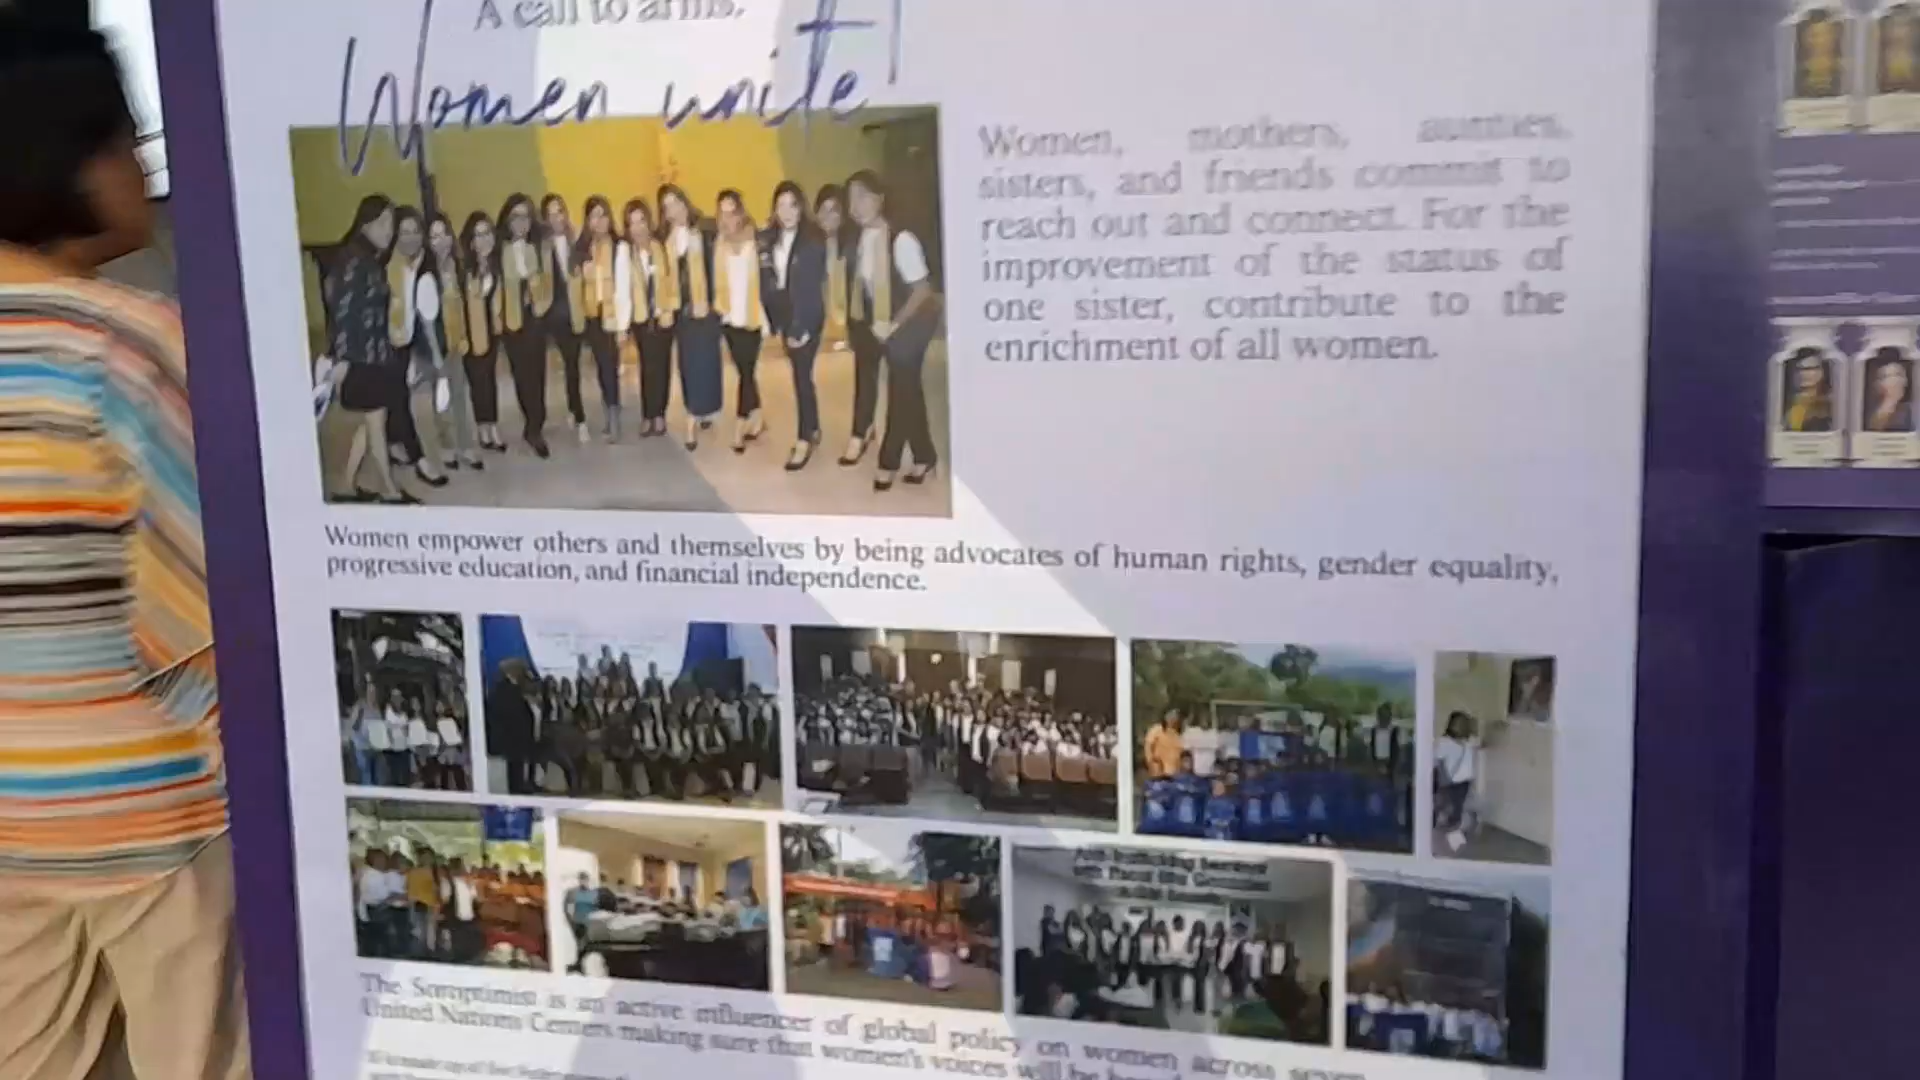 A call to arms,
Women unite!
Women, mothers, aunties,
sisters, and friends commit to
reach out and connect. For the
improvement of the status of
one sister, contribute to the
enrichment of all women.
Women empower others and themselves by being advocates of human rights, gender equality,
progressive education, and financial independence.
The Soroptimist is an active influencer of global policy on women across seven
United Nations Centers making sure that women's voices will be